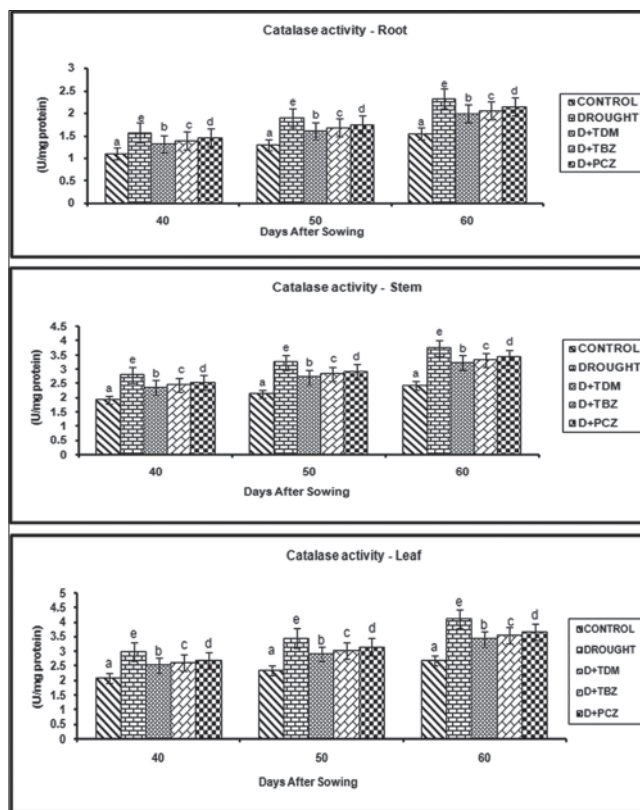 Catalase activity - Root
3
2.5
2
1.5
1
0.5
0
(U/mg protein)
a e b c d
a e b c d
a e b c d
40 50 60
Days After Sowing
CONTROL
DROUGHT
D+TDM
D+TBZ
D+PCZ
Catalase activity - Stem
4.5
4
3.5
3
2.5
2
1.5
1
0.5
0
(U/mg protein)
a e b c d
a e b c d
a e b c d
40 50 60
Days After Sowing
CONTROL
DROUGHT
D+TDM
D+TBZ
D+PCZ
Catalase activity - Leaf
5
4.5
4
3.5
3
2.5
2
1.5
1
0.5
0
(U/mg protein)
a e b c d
a e b c d
a e b c d
40 50 60
Days After Sowing
CONTROL
DROUGHT
D+TDM
D+TBZ
D+PCZ